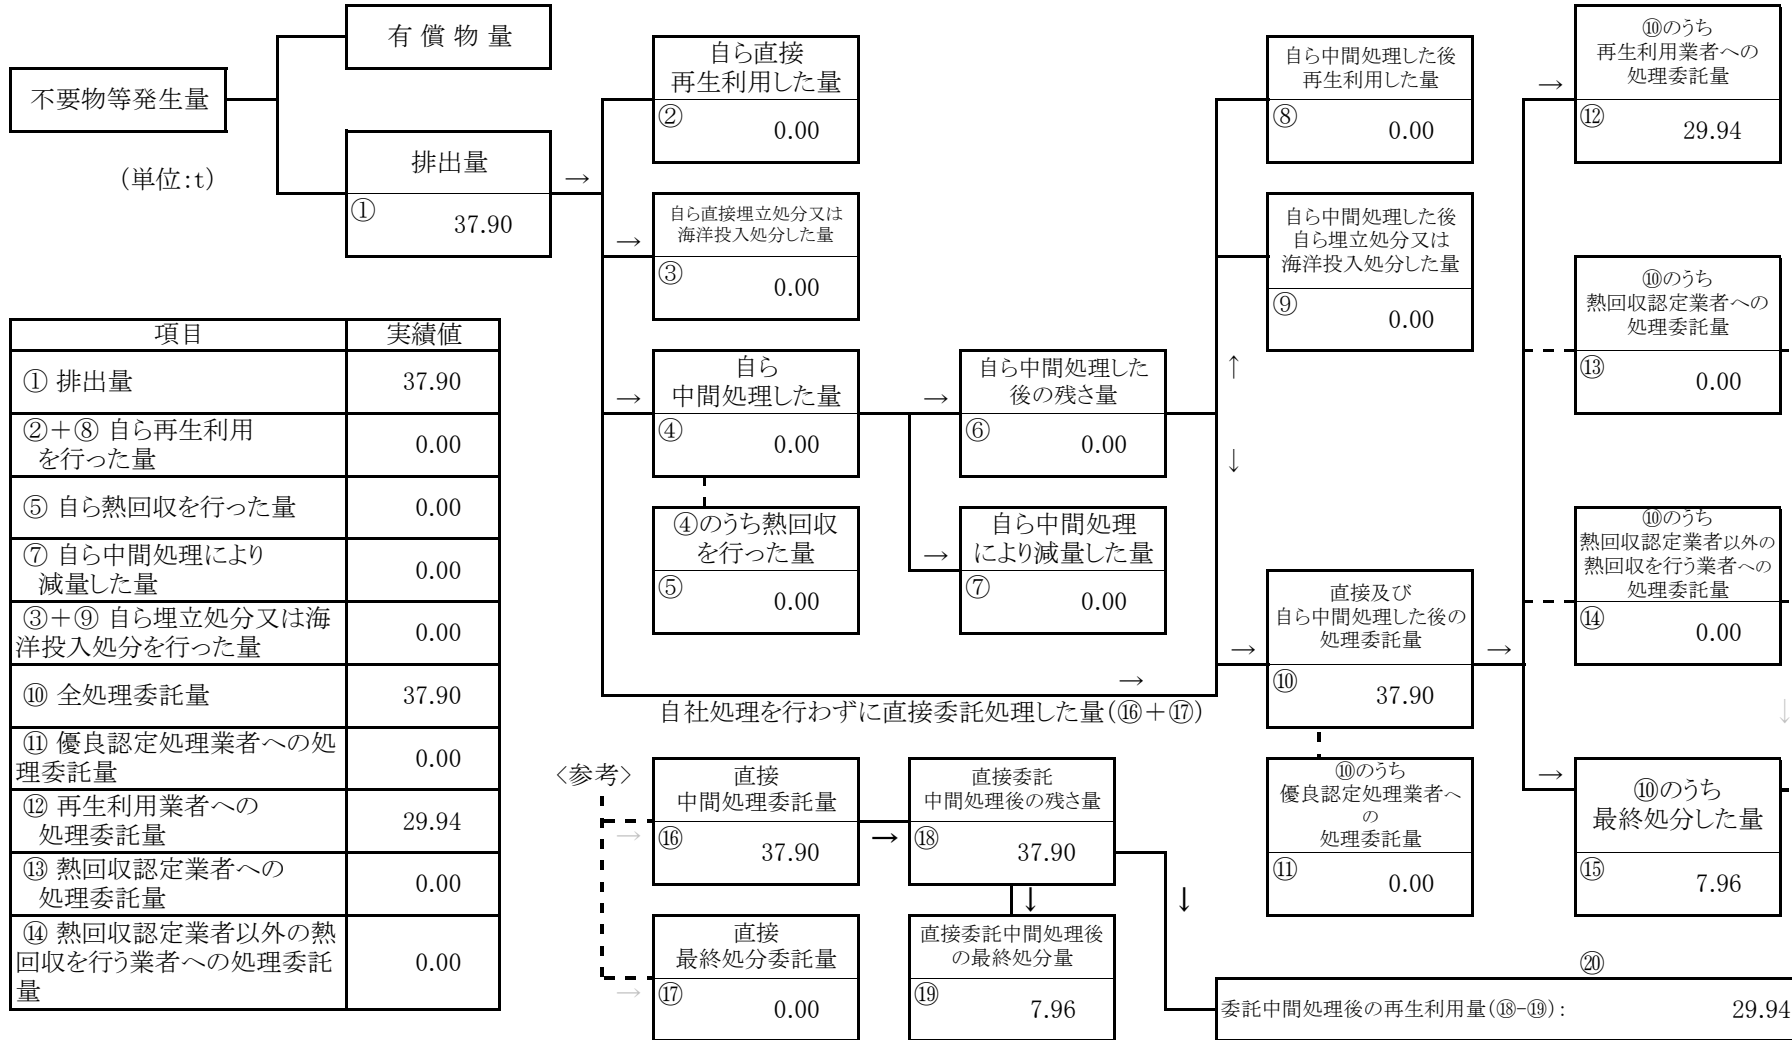 不要物等発生量
(単位:t)
有 償 物 量
排出量
①
37.90
→
自ら直接
再生利用した量
②
0.00
→
自ら直接埋立処分又は
海洋投入処分した量
③
0.00
→
自ら
中間処理した量
④
0.00
④のうち熱回収
を行った量
⑤
0.00
→
自ら中間処理した
後の残さ量
⑥
0.00
→
自ら中間処理
により減量した量
⑦
0.00
→
自社処理を行わずに直接委託処理した量(⑯+⑰)
↑
↓
自ら中間処理した後
再生利用した量
⑧
0.00
自ら中間処理した後
自ら埋立処分又は
海洋投入処分した量
⑨
0.00
→
直接及び
自ら中間処理した後の
処理委託量
⑩
37.90
→
⑩のうち
優良認定処理業者へ
の
処理委託量
⑪
0.00
→
⑩のうち
再生利用業者への
処理委託量
⑫
29.94
⑩のうち
熱回収認定業者への
処理委託量
⑬
0.00
⑩のうち
熱回収認定業者以外の
熱回収を行う業者への
処理委託量
⑭
0.00
↓
→
⑩のうち
最終処分した量
⑮
7.96
項目 実績値
① 排出量 37.90
②+⑧ 自ら再生利用
を行った量 0.00
⑤ 自ら熱回収を行った量 0.00
⑦ 自ら中間処理により
減量した量 0.00
③+⑨ 自ら埋立処分又は海
洋投入処分を行った量 0.00
⑩ 全処理委託量 37.90
⑪ 優良認定処理業者への処
理委託量 0.00
⑫ 再生利用業者への
処理委託量 29.94
⑬ 熱回収認定業者への
処理委託量 0.00
⑭ 熱回収認定業者以外の熱
回収を行う業者への処理委託
量 0.00
〈参考〉
→
直接
中間処理委託量
⑯
37.90
→
直接委託
中間処理後の残さ量
⑱
37.90
↓
↓
→
直接
最終処分委託量
⑰
0.00
直接委託中間処理後
の最終処分量
⑲
7.96
⑳
委託中間処理後の再生利用量(⑱-⑲): 29.94